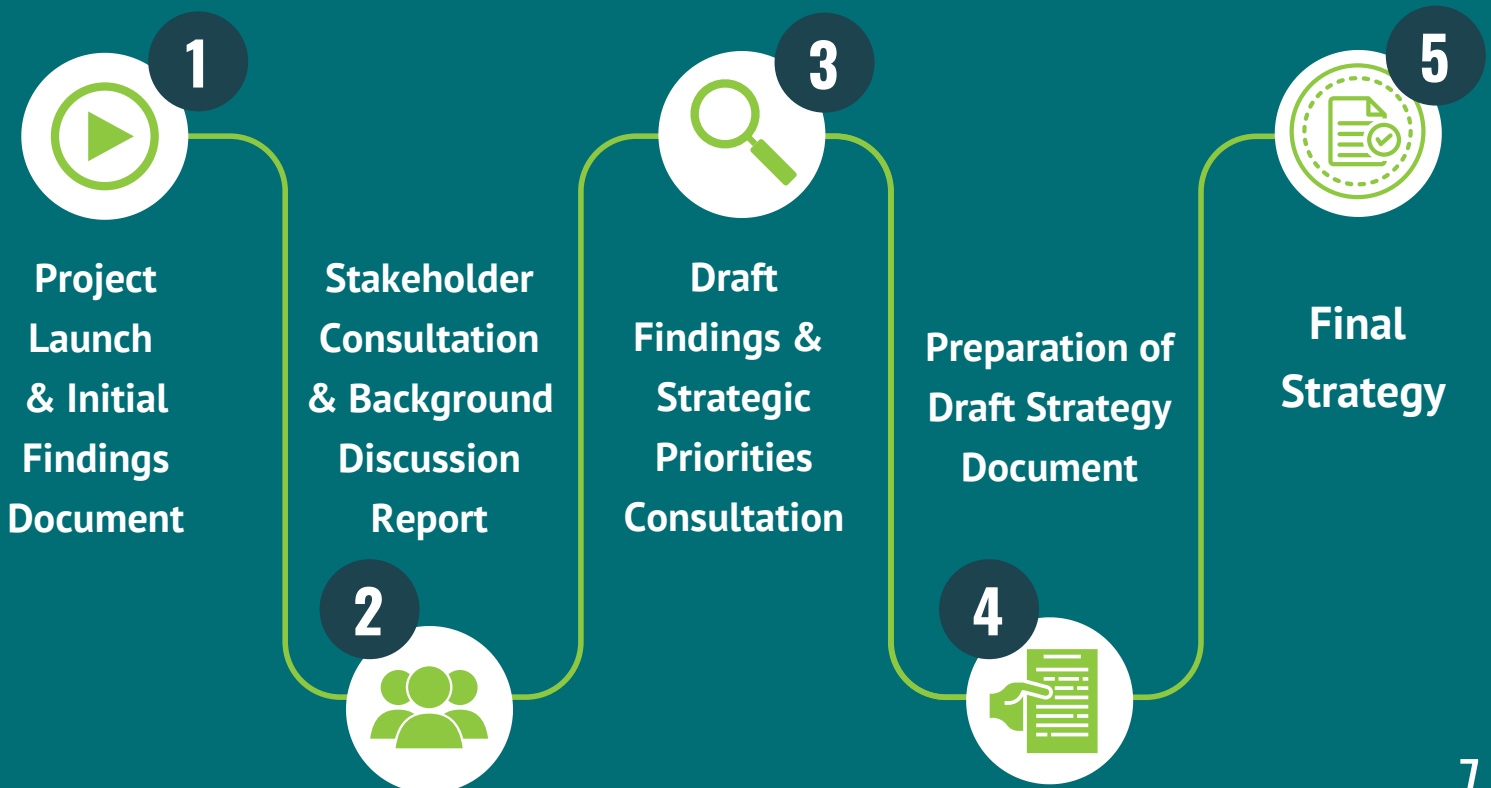 1
Project
Launch
& Initial
Findings
Document
2
Stakeholder
Consultation
& Background
Discussion
Report
3
Draft
Findings &
Strategic
Priorities
Consultation
4
Preparation of
Draft Strategy
Document
5
Final
Strategy
7